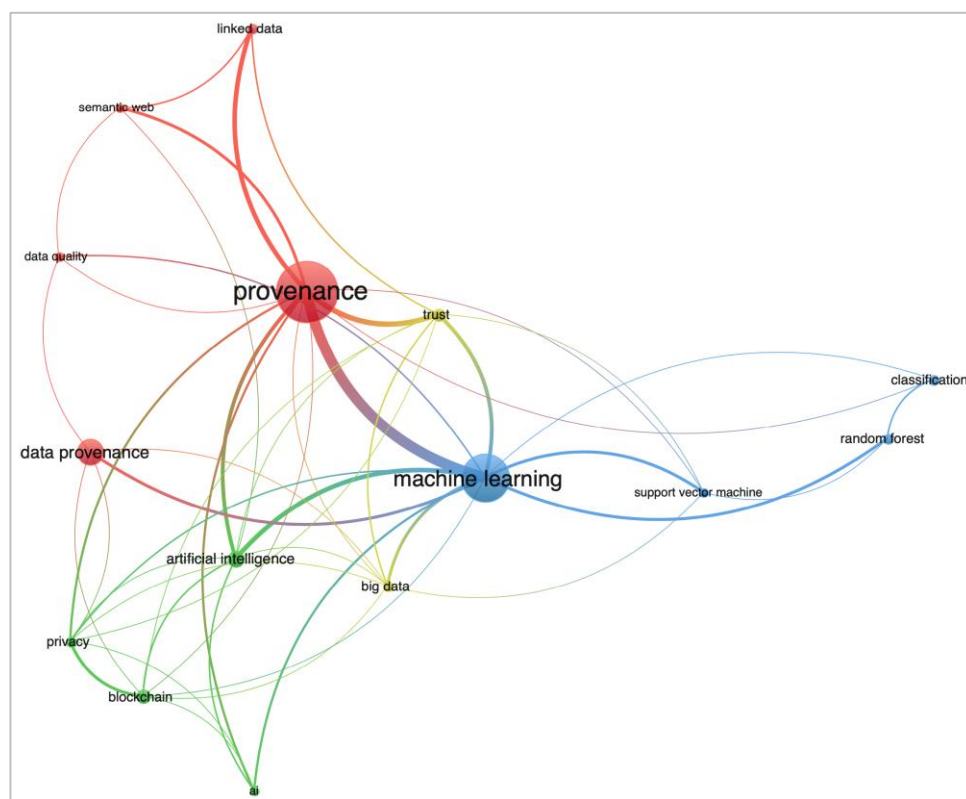 linked data
semantic web
data quality
provenance
trust
classification
random forest
data provenance
machine learning
support vector machine
artificial intelligence
big data
privacy
blockchain
ai